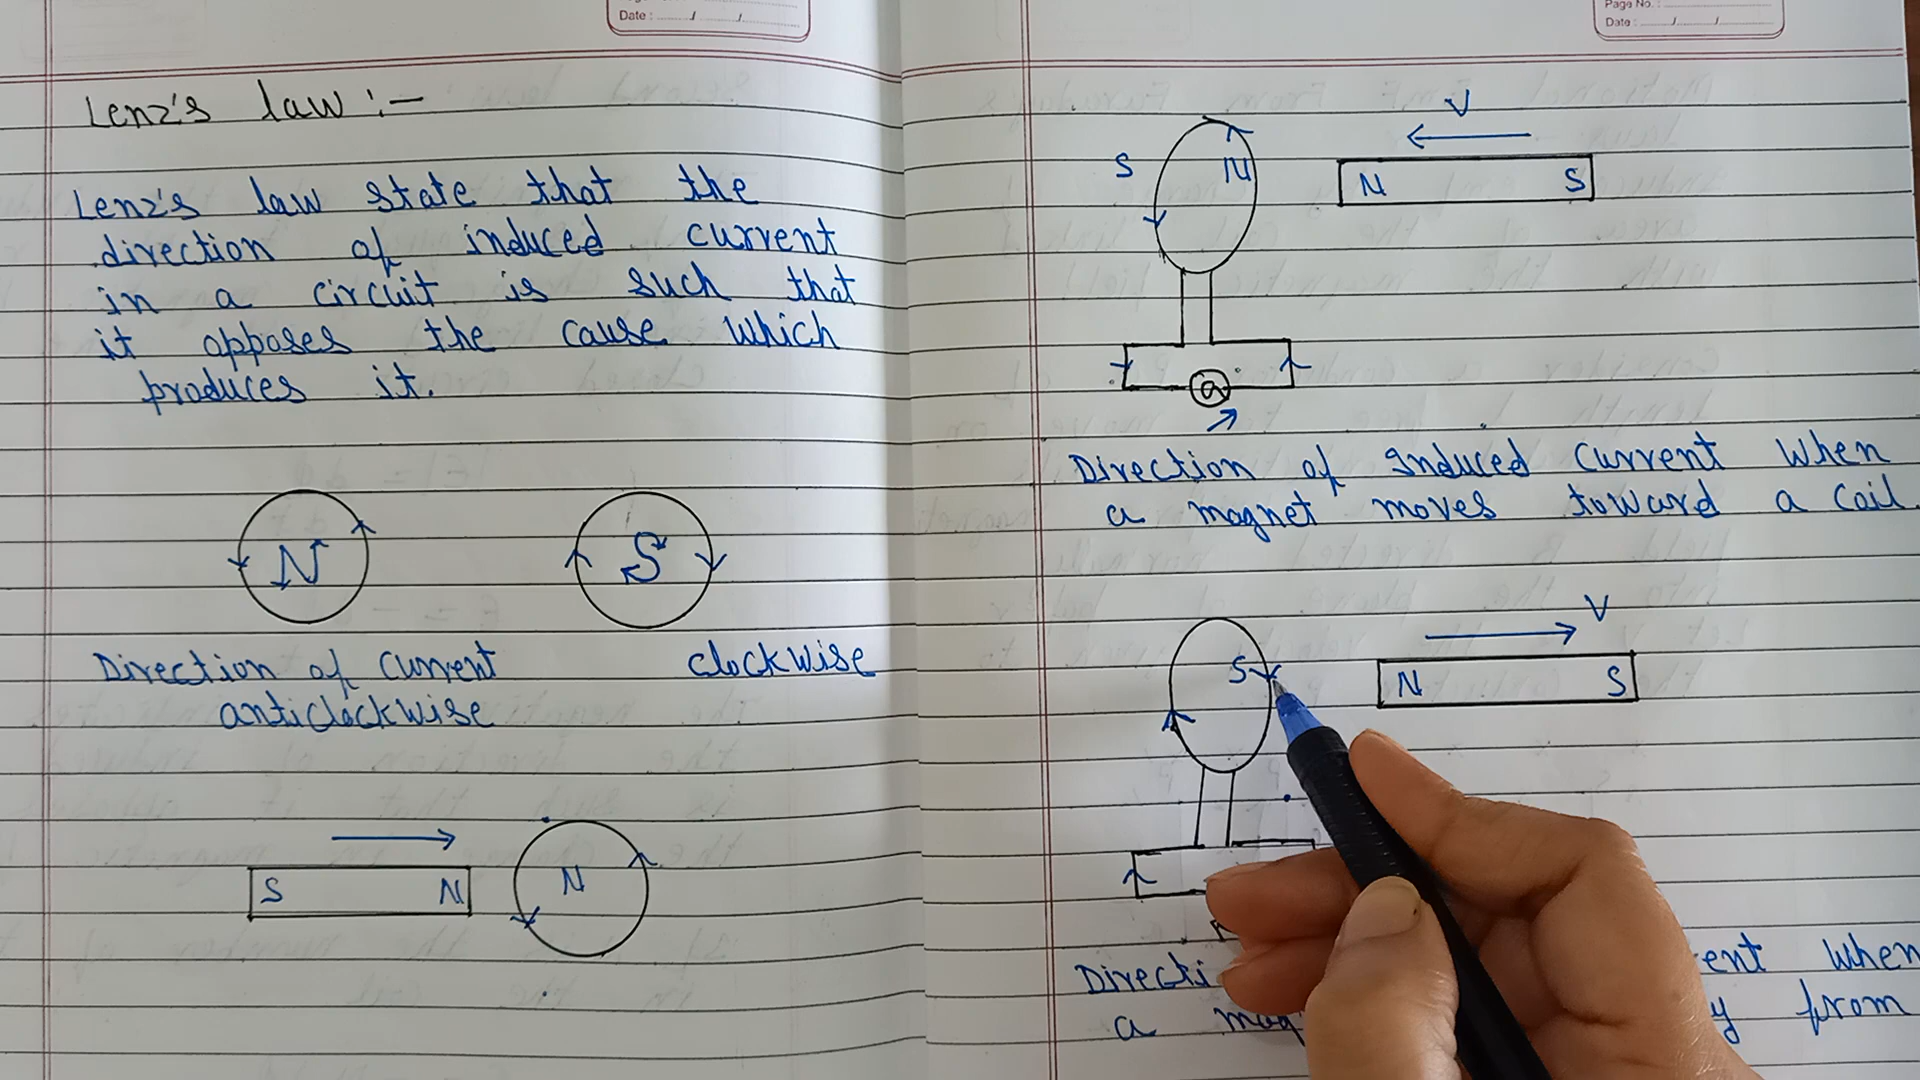 Date : ....../....../......
Lenz's law :-
Lenz's law state that the
direction of induced current
in a circuit is such that
it opposes the cause which
produces it.
N
S
Direction of current
clockwise
anticlockwise
S N
N
Page No. :
Date : ....../....../......
V
S N
N S
G
Direction of Induced Current When
a magnet moves toward a coil.
V
S
N S
Directi
ent When
a mag
y from